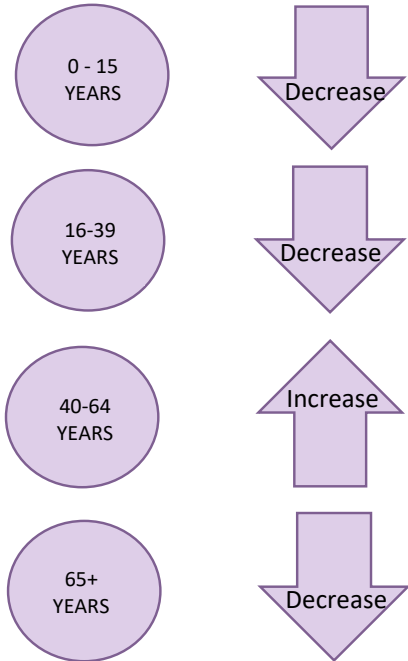 0 - 15
YEARS
Decrease
16-39
YEARS
Decrease
40-64
YEARS
Increase
65+
YEARS
Decrease